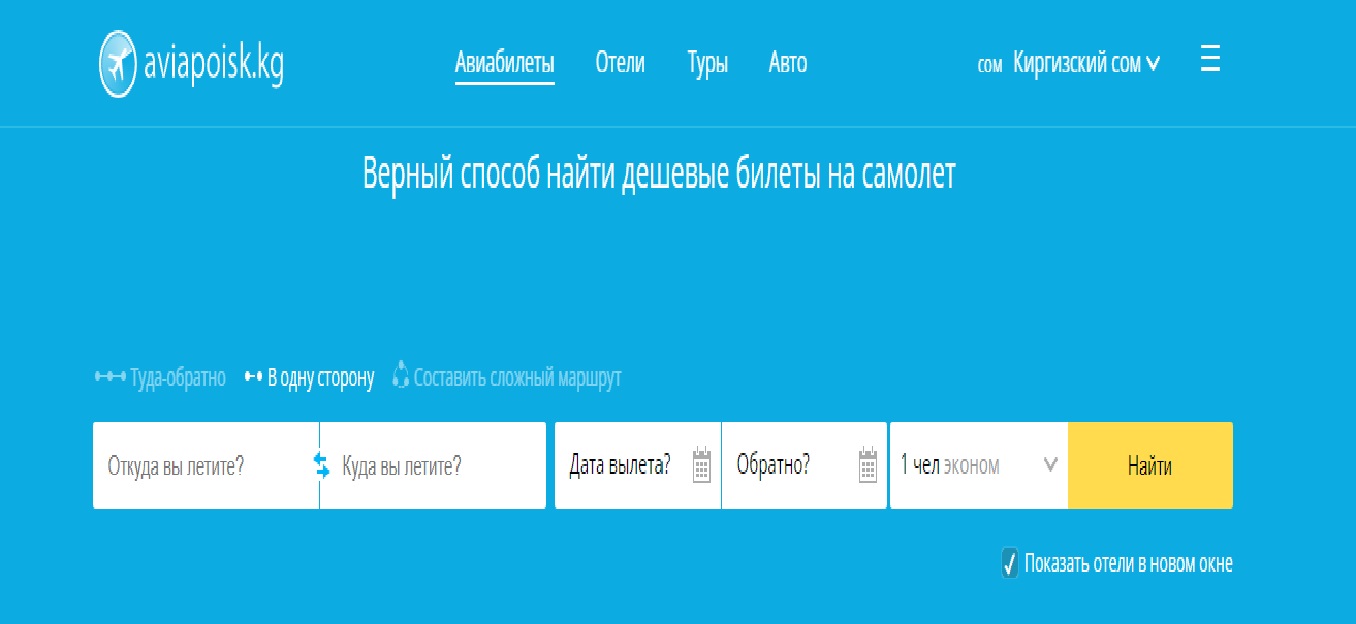 aviapoisk.kg
Авиабилеты Отели Туры Авто
сом Киргизский сом
Верный способ найти дешевые билеты на самолет
Туда-обратно В одну сторону Составить сложный маршрут
Откуда вы летите? Куда вы летите? Дата вылета? Обратно? 1 чел эконом Найти
Показать отели в новом окне